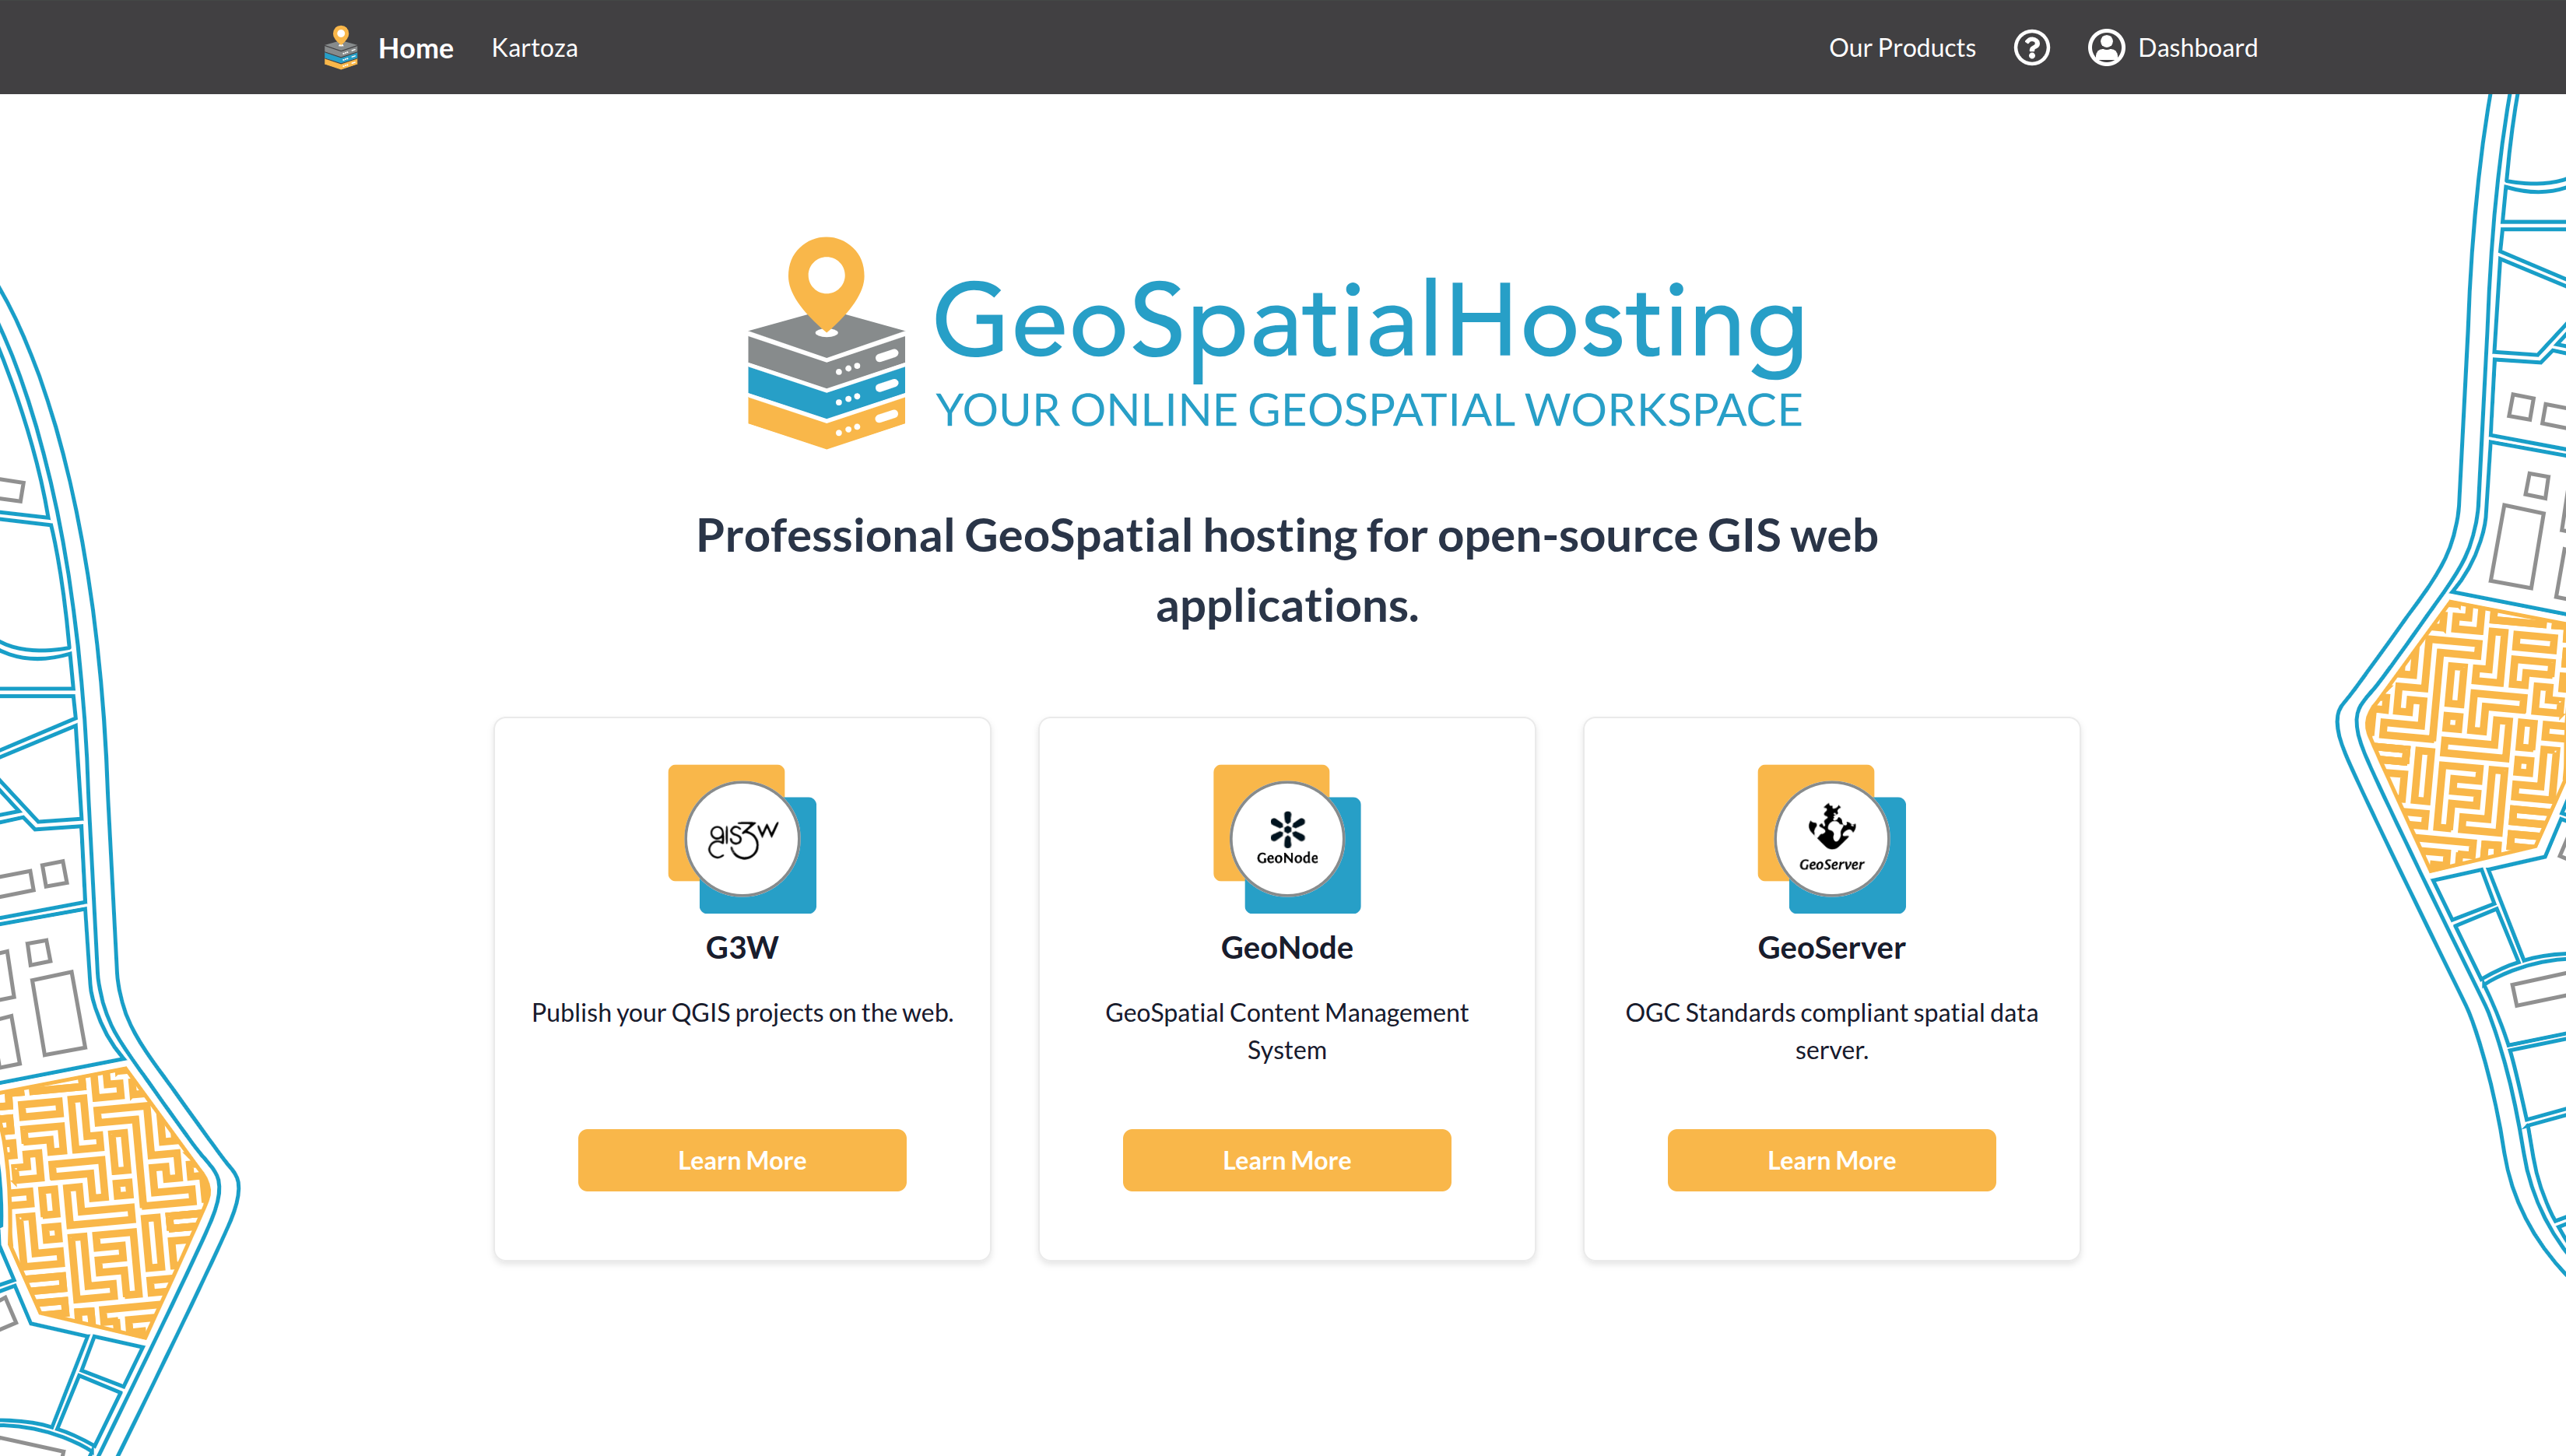 Home Kartoza Our Products ? Dashboard
GeoSpatialHosting
YOUR ONLINE GEOSPATIAL WORKSPACE
Professional GeoSpatial hosting for open-source GIS web
applications.
gis3w
G3W
Publish your QGIS projects on the web.
Learn More
GeoNode
GeoNode
GeoSpatial Content Management
System
Learn More
GeoServer
GeoServer
OGC Standards compliant spatial data
server.
Learn More